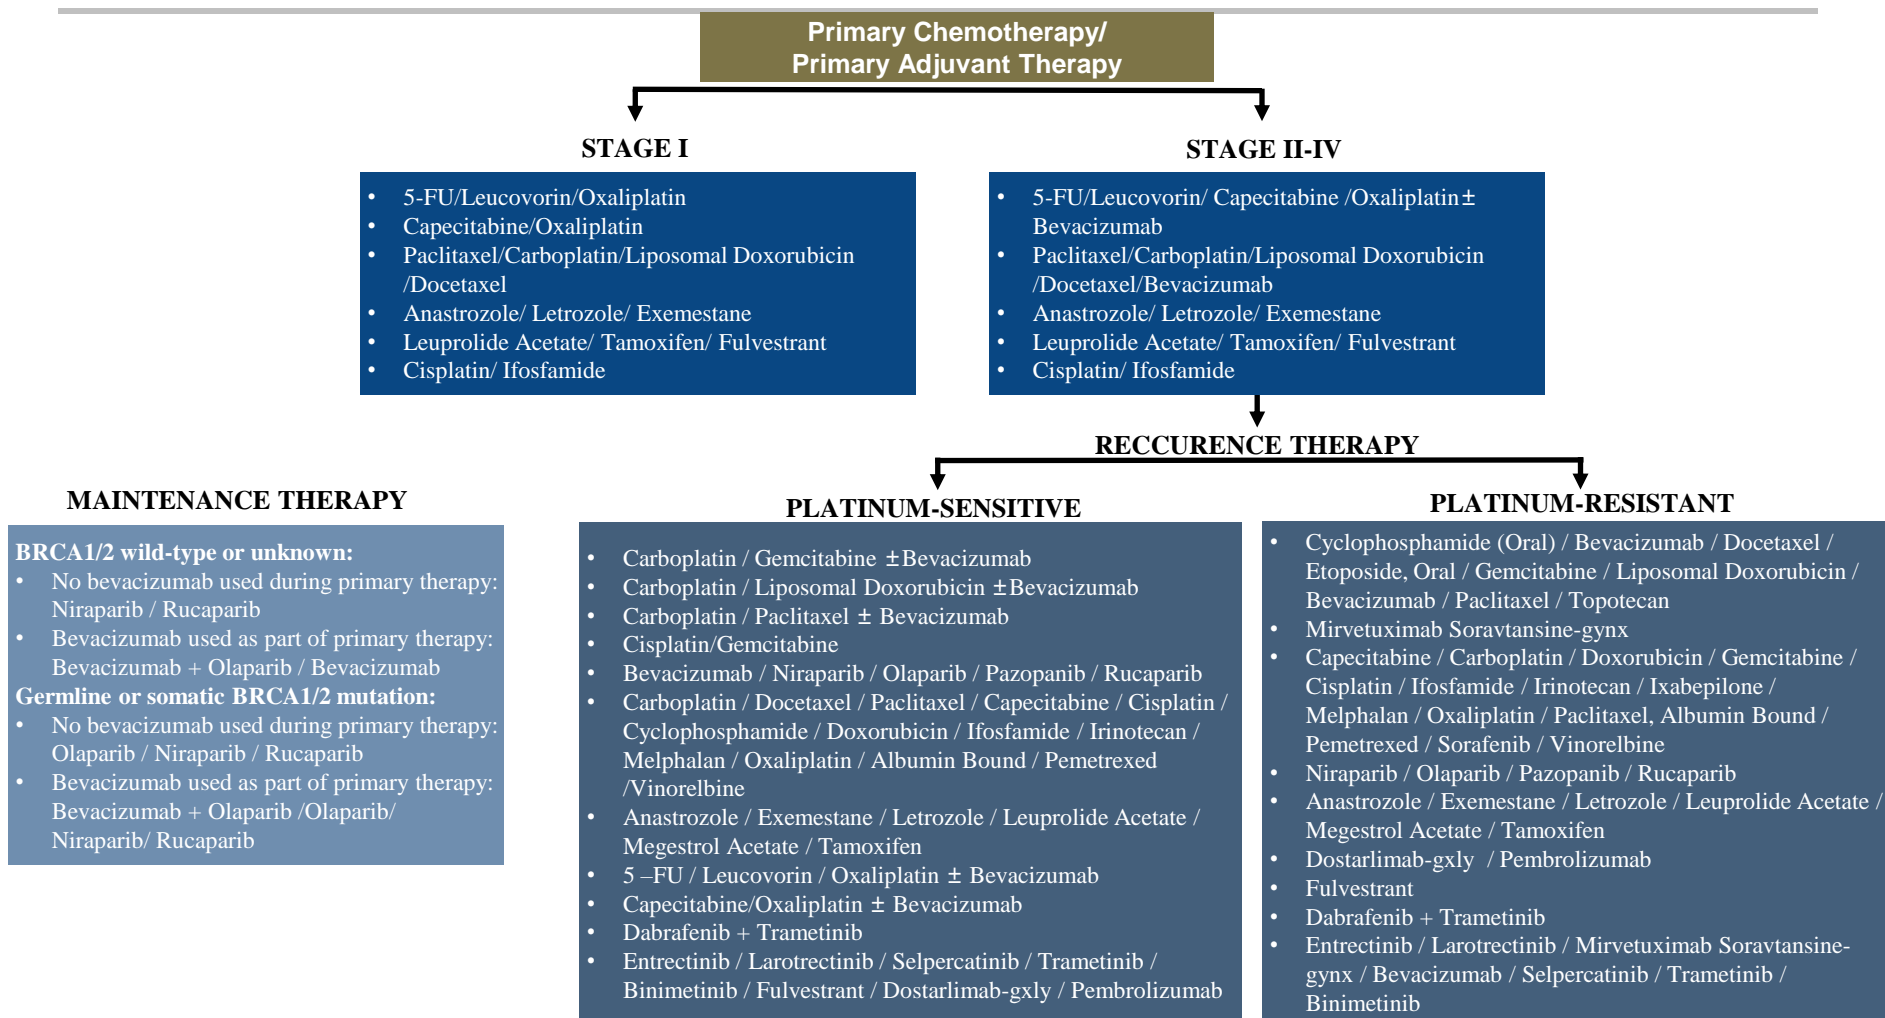 Primary Chemotherapy/
Primary Adjuvant Therapy
STAGE I
• 5-FU/Leucovorin/Oxaliplatin
• Capecitabine/Oxaliplatin
• Paclitaxel/Carboplatin/Liposomal Doxorubicin
/Docetaxel
• Anastrozole/ Letrozole/ Exemestane
• Leuprolide Acetate/ Tamoxifen/ Fulvestrant
• Cisplatin/ Ifosfamide
STAGE II-IV
• 5-FU/Leucovorin/ Capecitabine /Oxaliplatin±
Bevacizumab
• Paclitaxel/Carboplatin/Liposomal Doxorubicin
/Docetaxel/Bevacizumab
• Anastrozole/ Letrozole/ Exemestane
• Leuprolide Acetate/ Tamoxifen/ Fulvestrant
• Cisplatin/ Ifosfamide
RECCURENCE THERAPY
MAINTENANCE THERAPY
BRCA1/2 wild-type or unknown:
• No bevacizumab used during primary therapy:
Niraparib / Rucaparib
• Bevacizumab used as part of primary therapy:
Bevacizumab + Olaparib / Bevacizumab
Germline or somatic BRCA1/2 mutation:
• No bevacizumab used during primary therapy:
Olaparib / Niraparib / Rucaparib
• Bevacizumab used as part of primary therapy:
Bevacizumab + Olaparib /Olaparib/
Niraparib/ Rucaparib
PLATINUM-SENSITIVE
• Carboplatin / Gemcitabine ±Bevacizumab
• Carboplatin / Liposomal Doxorubicin ±Bevacizumab
• Carboplatin / Paclitaxel ± Bevacizumab
• Cisplatin/Gemcitabine
• Bevacizumab / Niraparib / Olaparib / Pazopanib / Rucaparib
• Carboplatin / Docetaxel / Paclitaxel / Capecitabine / Cisplatin /
Cyclophosphamide / Doxorubicin / Ifosfamide / Irinotecan /
Melphalan / Oxaliplatin / Albumin Bound / Pemetrexed
/Vinorelbine
• Anastrozole / Exemestane / Letrozole / Leuprolide Acetate /
Megestrol Acetate / Tamoxifen
• 5 –FU / Leucovorin / Oxaliplatin ± Bevacizumab
• Capecitabine/Oxaliplatin ± Bevacizumab
• Dabrafenib + Trametinib
• Entrectinib / Larotrectinib / Selpercatinib / Trametinib /
Binimetinib / Fulvestrant / Dostarlimab-gxly / Pembrolizumab
PLATINUM-RESISTANT
• Cyclophosphamide (Oral) / Bevacizumab / Docetaxel /
Etoposide, Oral / Gemcitabine / Liposomal Doxorubicin /
Bevacizumab / Paclitaxel / Topotecan
• Mirvetuximab Soravtansine-gynx
• Capecitabine / Carboplatin / Doxorubicin / Gemcitabine /
Cisplatin / Ifosfamide / Irinotecan / Ixabepilone /
Melphalan / Oxaliplatin / Paclitaxel, Albumin Bound /
Pemetrexed / Sorafenib / Vinorelbine
• Niraparib / Olaparib / Pazopanib / Rucaparib
• Anastrozole / Exemestane / Letrozole / Leuprolide Acetate /
Megestrol Acetate / Tamoxifen
• Dostarlimab-gxly / Pembrolizumab
• Fulvestrant
• Dabrafenib + Trametinib
• Entrectinib / Larotrectinib / Mirvetuximab Soravtansine-
gynx / Bevacizumab / Selpercatinib / Trametinib /
Binimetinib